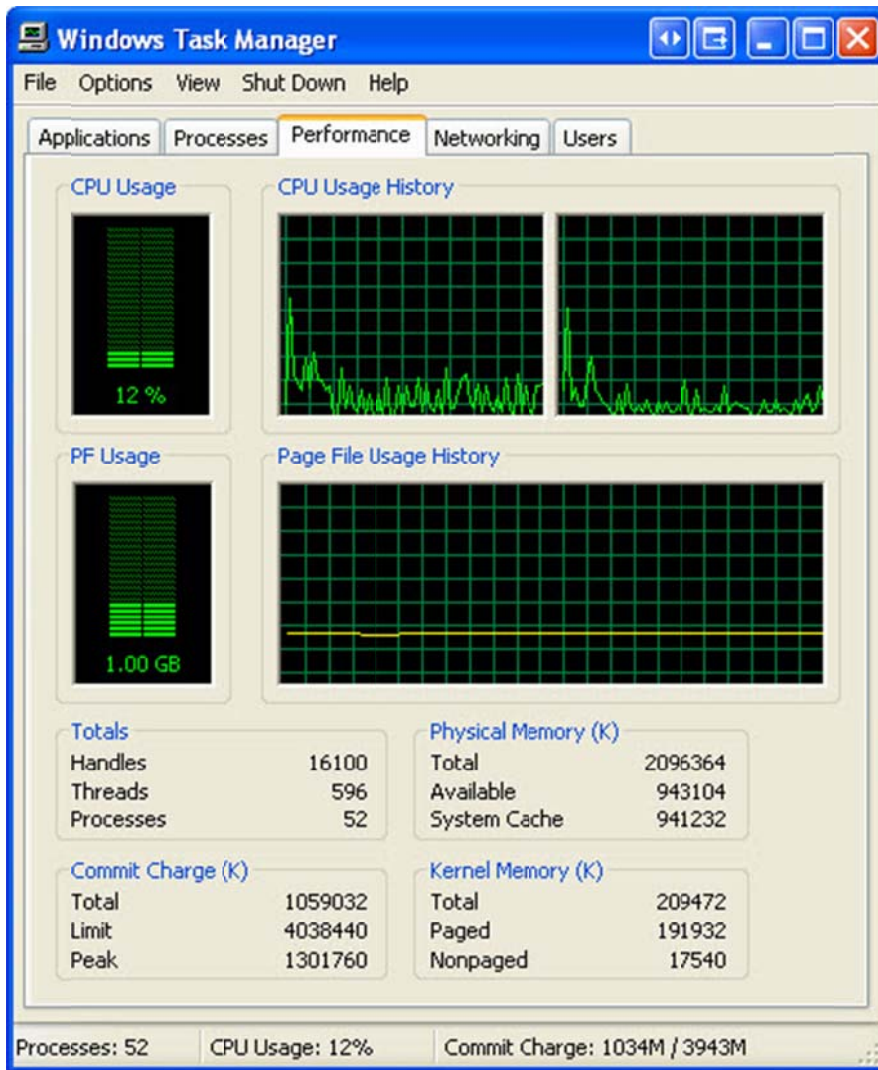 Windows Task Manager
File Options View Shut Down Help
Applications Processes Performance Networking Users
CPU Usage CPU Usage History
12 %
PF Usage Page File Usage History
1.00 GB
Totals
Handles 16100
Threads 596
Processes 52
Physical Memory (K)
Total 2096364
Available 943104
System Cache 941232
Commit Charge (K)
Total 1059032
Limit 4038440
Peak 1301760
Kernel Memory (K)
Total 209472
Paged 191932
Nonpaged 17540
Processes: 52 CPU Usage: 12% Commit Charge: 1034M / 3943M